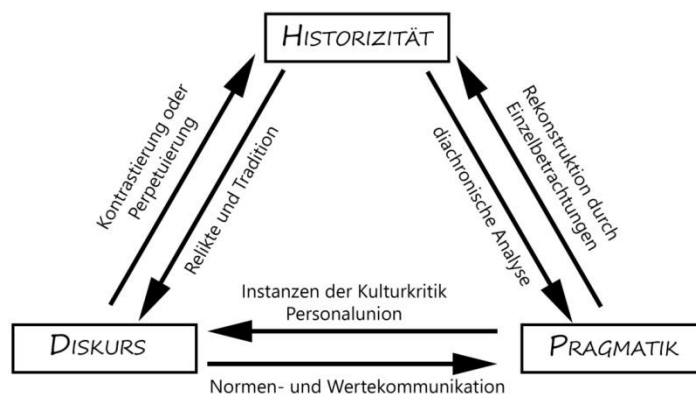 HISTORIZITÄT
Kontrastierung oder
Perpetuierung
Relikte und Tradition
diachronische Analyse
Rekonstruktion durch
Einzelbetrachtungen
Instanzen der Kulturkritik
Personalunion
DISKURS
PRAGMATIK
Normen- und Wertekommunikation